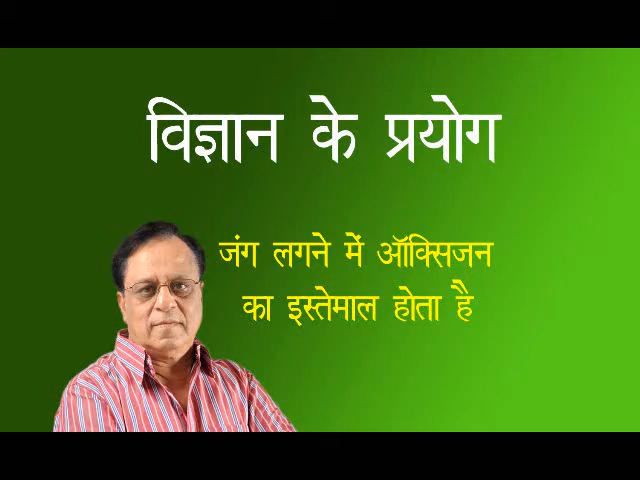 विज्ञान के प्रयोग
जंग लगने में ऑक्सिजन
का इस्तेमाल होता है